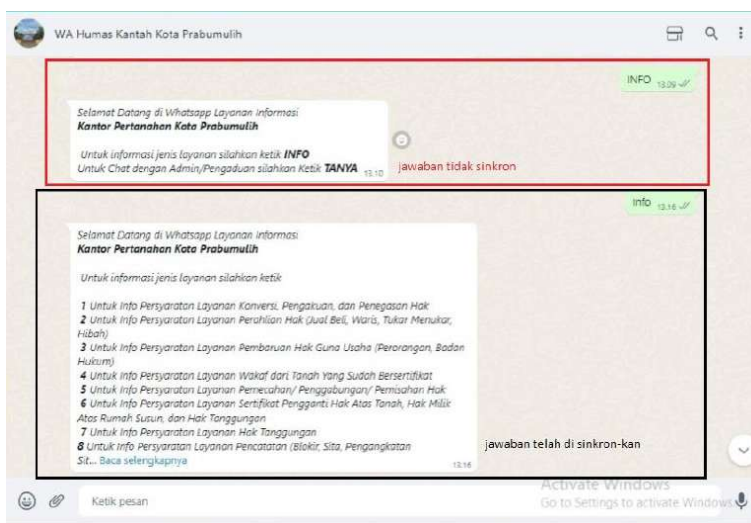 WA Humas Kantah Kota Prabumulih
INFO 13.09
Selamat Datang di Whatsapp Layanan Informasi
Kantor Pertanahan Kota Prabumulih
Untuk informasi jenis layanan silahkan ketik INFO
Untuk Chat dengan Admin/Pengaduan silahkan Ketik TANYA 13.10
jawaban tidak sinkron
Info 13.16
Selamat Datang di Whatsapp Layanan Informasi
Kantor Pertanahan Kota Prabumulih
Untuk informasi jenis layanan silahkan ketik
1 Untuk Info Persyaratan Layanan Konversi, Pengakuan, dan Penegasan Hak
2 Untuk Info Persyaratan Layanan Peralihan Hak (Jual Beli, Waris, Tukar Menukar,
Hibah)
3 Untuk Info Persyaratan Layanan Pembaruan Hak Guna Usaha (Perorangan, Badan
Hukum)
4 Untuk Info Persyaratan Layanan Wakaf dari Tanah Yang Sudah Bersertifikat
5 Untuk Info Persyaratan Layanan Pemecahan/ Penggabungan/ Pemisahan Hak
6 Untuk Info Persyaratan Layanan Sertifikat Pengganti Hak Atas Tanah, Hak Milik
Atas Rumah Susun, dan Hak Tanggungan
7 Untuk Info Persyaratan Layanan Hak Tanggungan
8 Untuk Info Persyaratan Layanan Pencatatan (Blokir, Sita, Pengangkatan
Sit... Baca selengkapnya
13.16
jawaban telah di sinkron-kan
Activate Windows
Go to Settings to activate Windows.
Ketik pesan